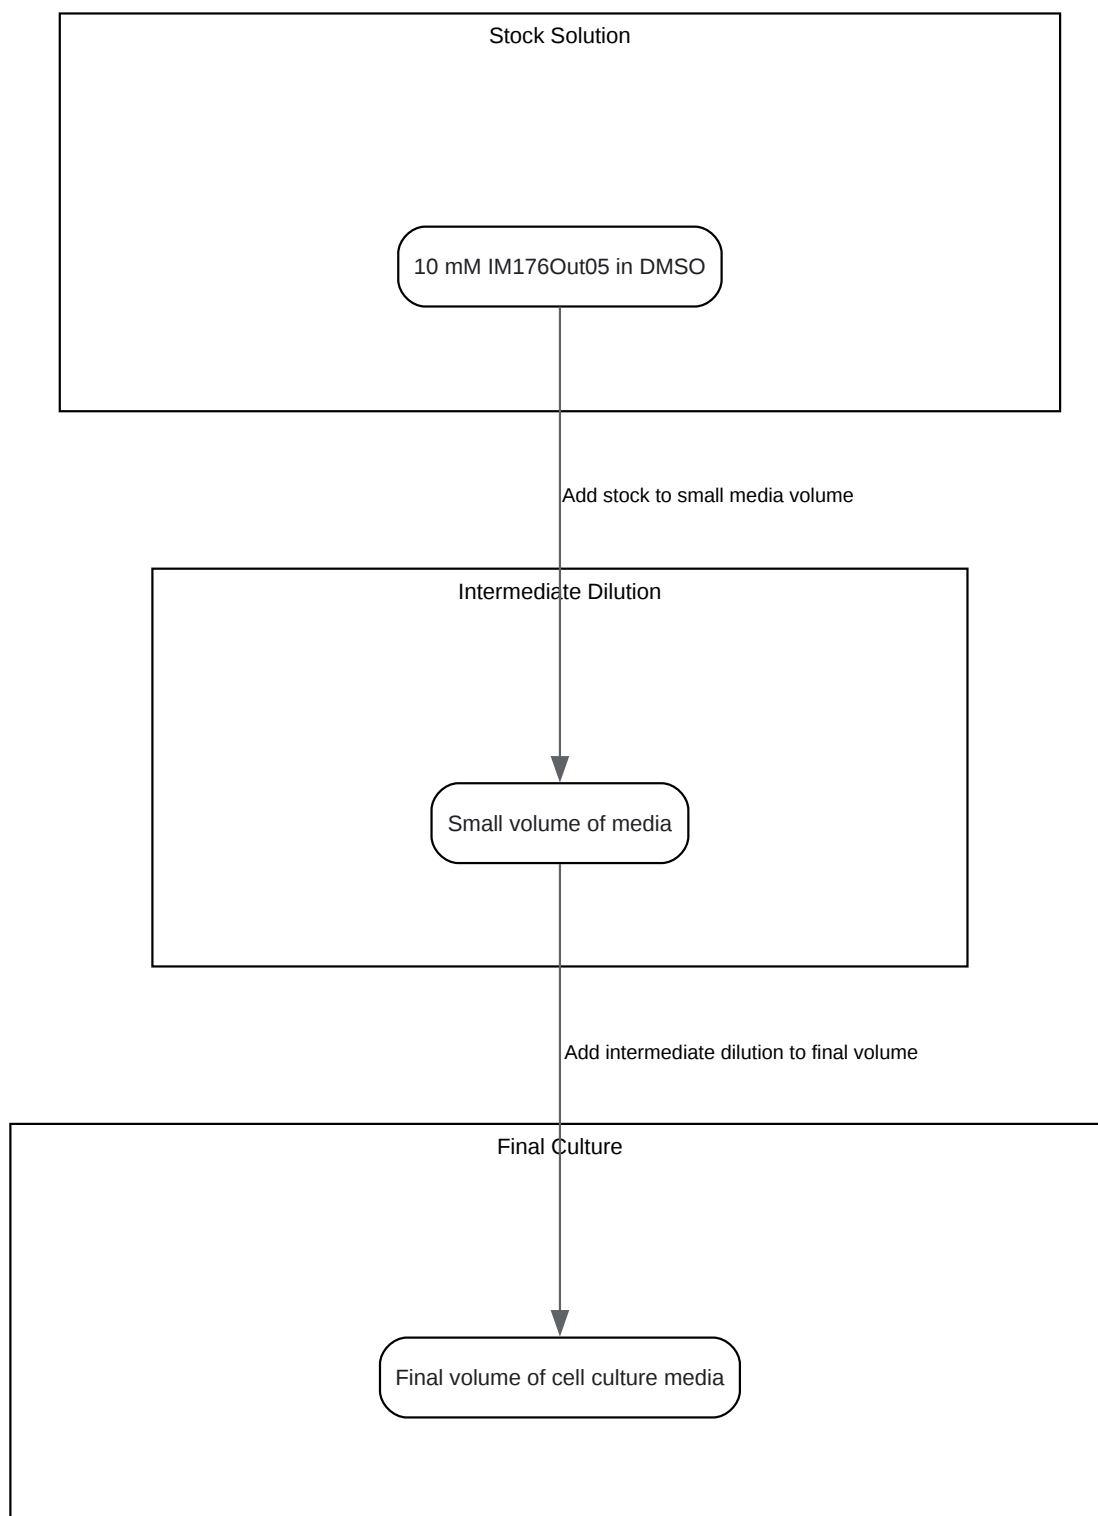 Stock Solution
10 mM IM176Out05 in DMSO
Add stock to small media volume
Intermediate Dilution
Small volume of media
Add intermediate dilution to final volume
Final Culture
Final volume of cell culture media